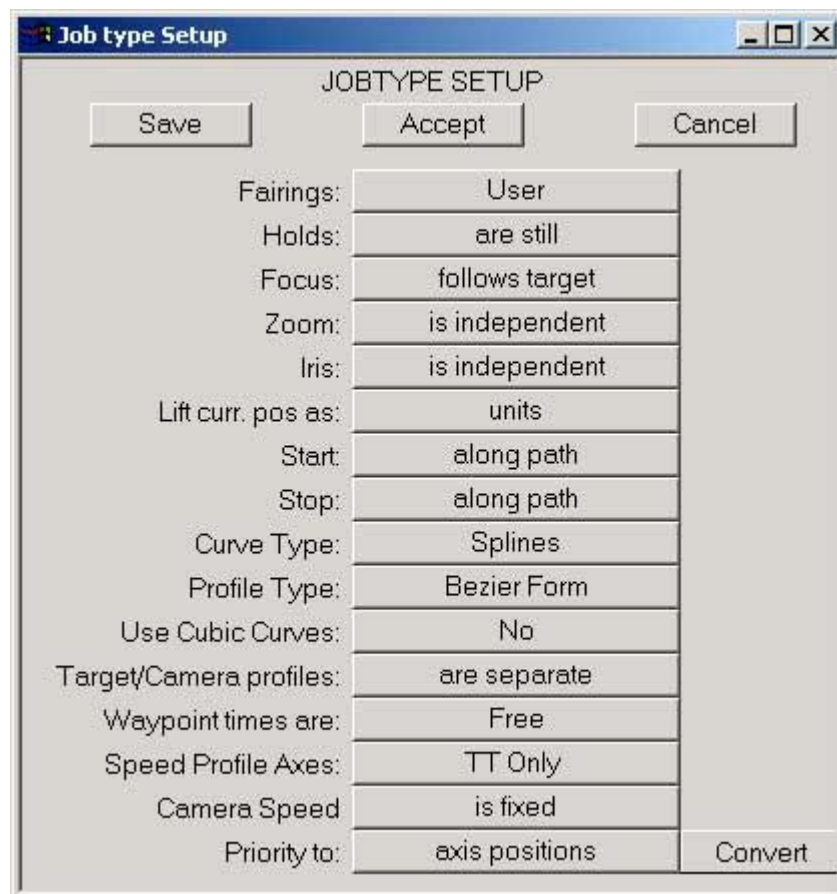 Job type Setup
JOBTYPE SETUP
Save Accept Cancel
Fairings: User
Holds: are still
Focus: follows target
Zoom: is independent
Iris: is independent
Lift curr. pos as: units
Start: along path
Stop: along path
Curve Type: Splines
Profile Type: Bezier Form
Use Cubic Curves: No
Target/Camera profiles: are separate
Waypoint times are: Free
Speed Profile Axes: TT Only
Camera Speed is fixed
Priority to: axis positions Convert